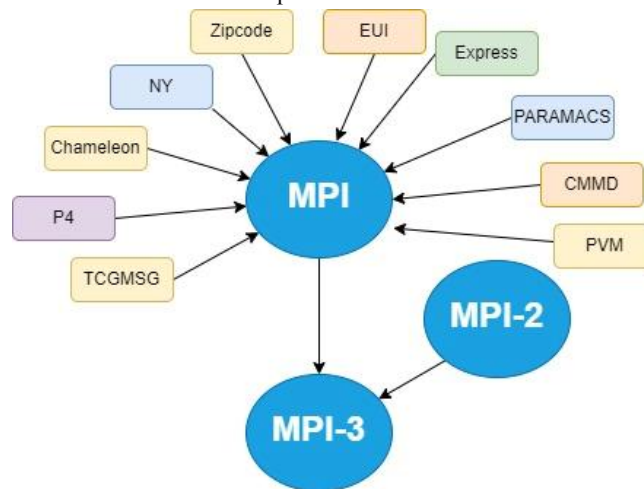 Zipcode
EUI
Express
NY
PARAMACS
Chameleon
MPI
CMMD
P4
PVM
TCGMSG
MPI-2
MPI-3